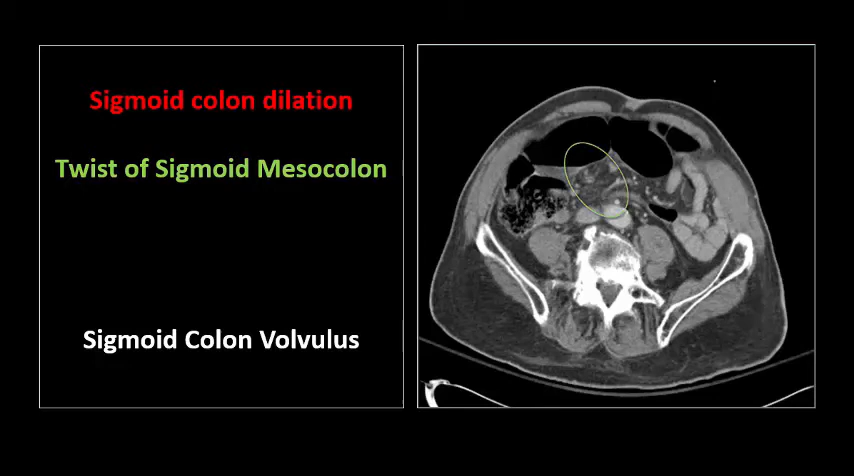 Sigmoid colon dilation
Twist of Sigmoid Mesocolon
Sigmoid Colon Volvulus